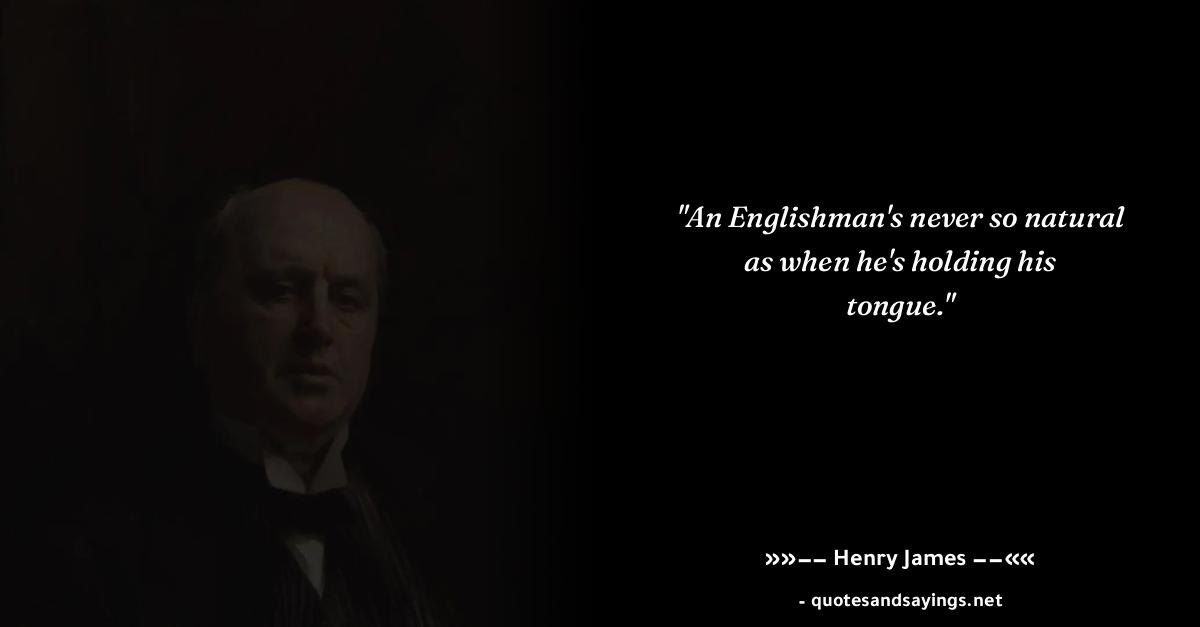 "An Englishman's never so natural
as when he's holding his
tongue."
»»−− Henry James −−««
- quotesandsayings.net